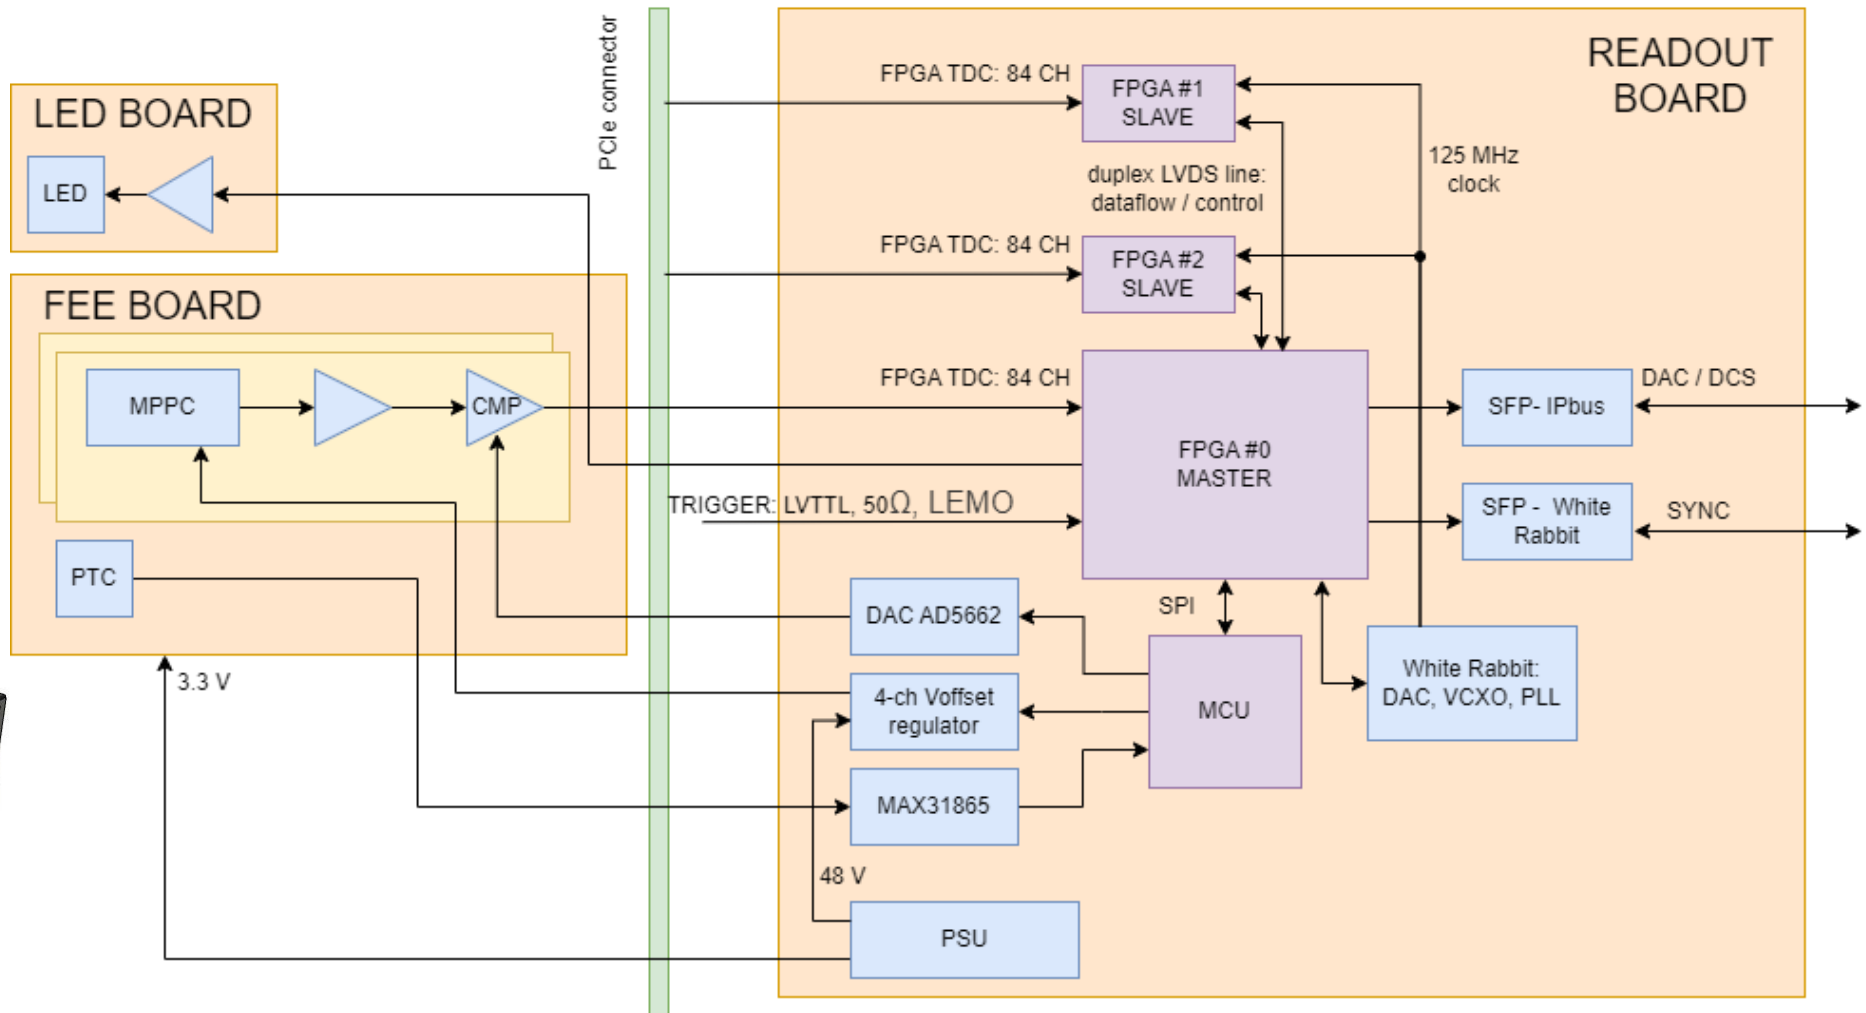 PCIe connector
READOUT
BOARD
LED BOARD
LED
FPGA TDC: 84 CH
FPGA #1
SLAVE
125 MHz
clock
duplex LVDS line:
dataflow / control
FPGA TDC: 84 CH
FPGA #2
SLAVE
FEE BOARD
MPPC
CMP
FPGA TDC: 84 CH
FPGA #0
MASTER
SFP- IPbus
DAC / DCS
TRIGGER: LVTTL, 50Ω, LEMO
SFP - White
Rabbit
SYNC
PTC
DAC AD5662
SPI
3.3 V
4-ch Voffset
regulator
MCU
White Rabbit:
DAC, VCXO, PLL
MAX31865
48 V
PSU